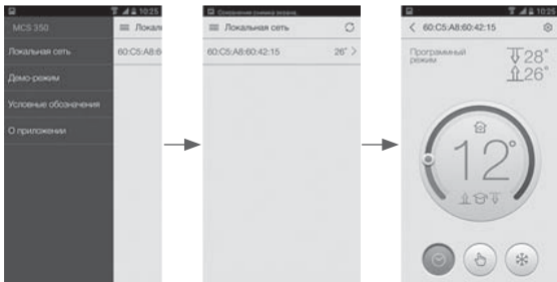 10:25
MCS 350
Локальная сеть
Демо-режим
Условные обозначения
О приложении
Локал
60:C5:A8:6
Сохранение снимка экрана.
Локальная сеть
60:C5:A8:60:42:15 26°
10:25
60:C5:A8:60:42:15
Программный
режим
28°
26°
12°